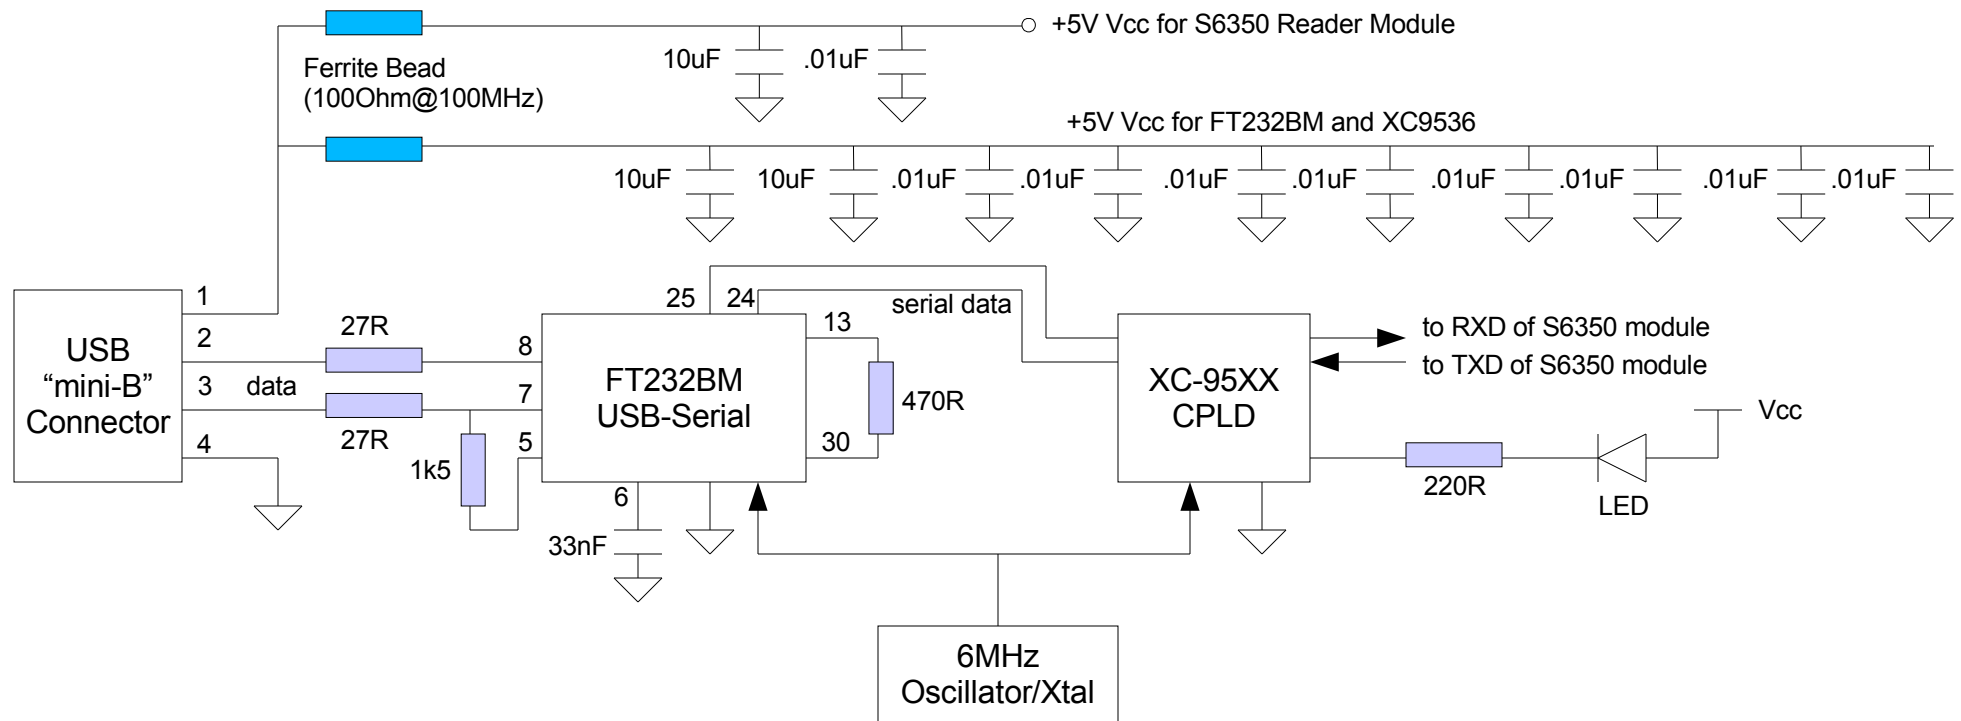 +5V Vcc for S6350 Reader Module
10uF
.01uF
Ferrite Bead
(100Ohm@100MHz)
+5V Vcc for FT232BM and XC9536
10uF
10uF
.01uF
.01uF
.01uF
.01uF
.01uF
.01uF
.01uF
.01uF
USB
“mini-B”
Connector
1
2
3
4
27R
data
27R
1k5
8
7
5
25
24
FT232BM
USB-Serial
6
33nF
13
30
470R
serial data
XC-95XX
CPLD
to RXD of S6350 module
to TXD of S6350 module
Vcc
220R
LED
6MHz
Oscillator/Xtal